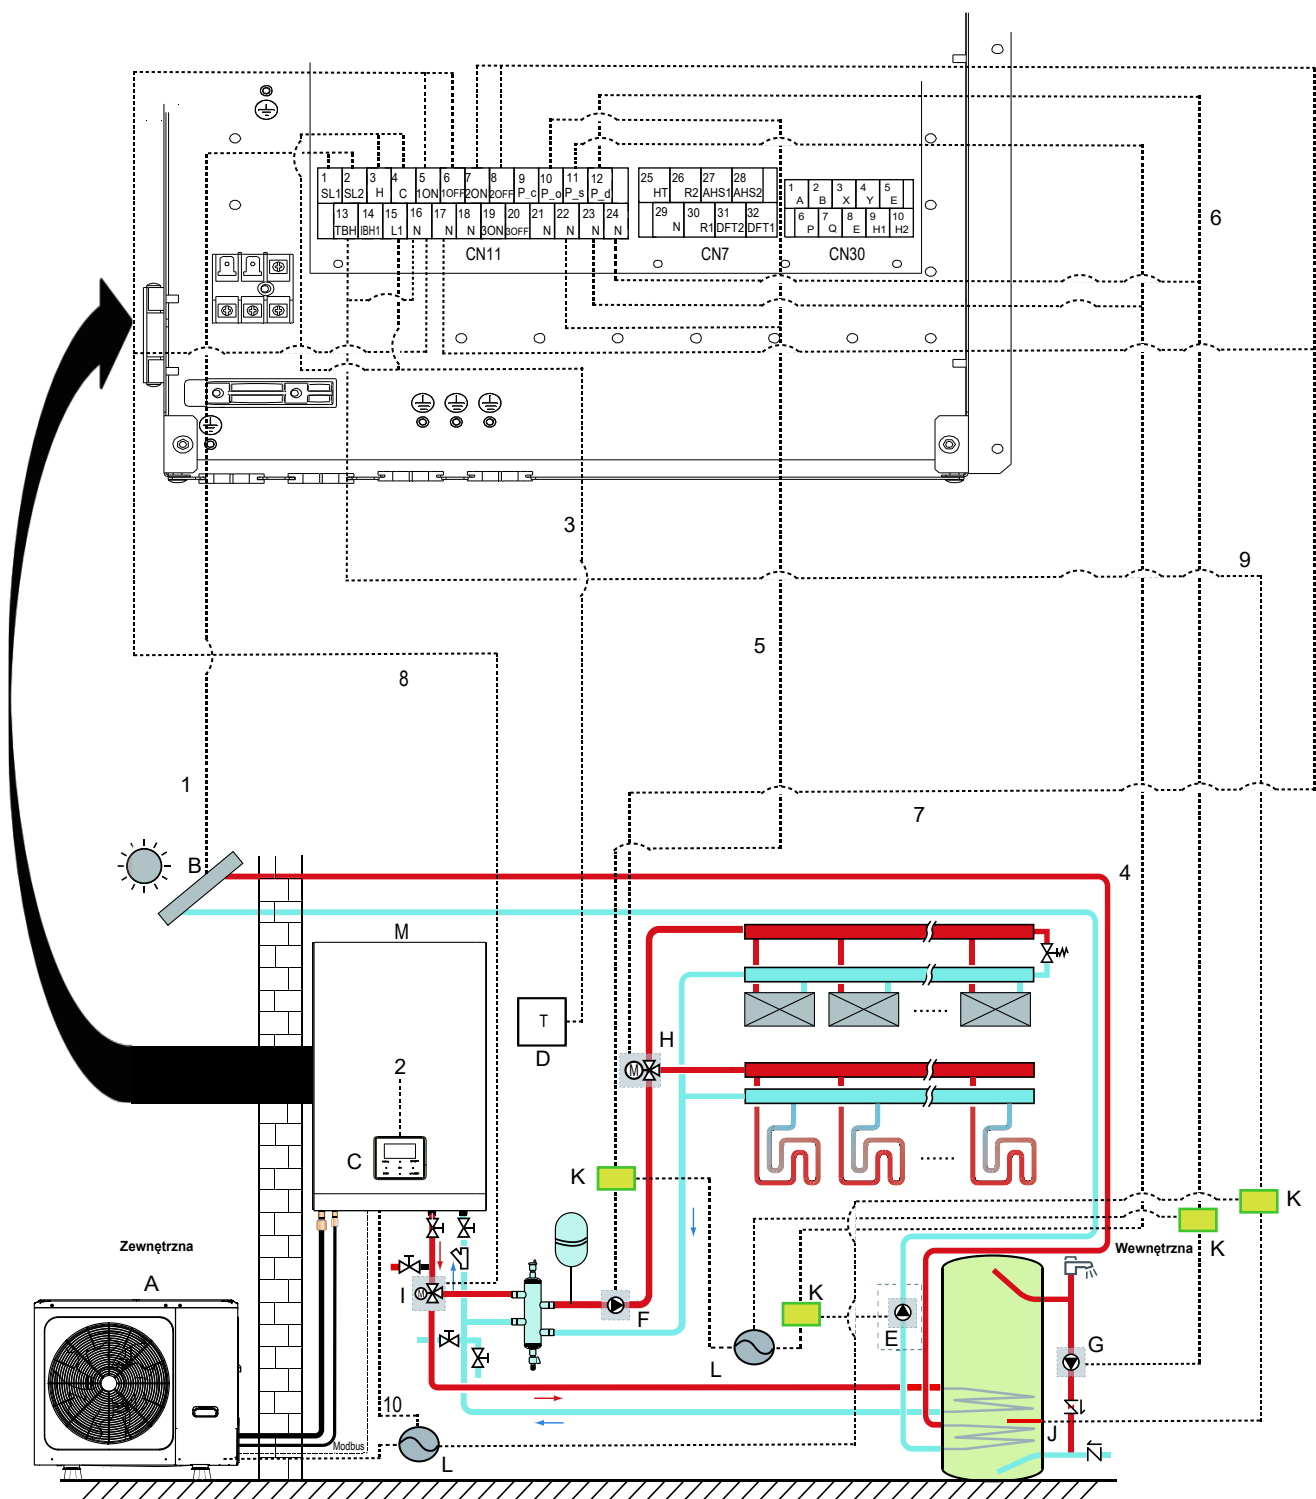 1 2 3 4 5 6 7 8 9 10 11 12
SL1 SL2 H C 1ON 1OFF 2ON 2OFF P_c P_o P_s P_d
13 14 15 16 17 18 19 20 21 22 23 24
TBH IBH1 L1 N N N 3ON 3OFF N N N N
CN11
25 26 27 28
HT R2 AHS1 AHS2
29 30 31 32
N R1 DFT2 DFT1
CN7
1 2 3 4 5
A B X Y E
6 7 8 9 10
P Q E H1 H2
CN30
6
3
9
5
8
1
7
B
4
M
T
D
H
M
2
C
K
K
K
Zewnętrzna
Wewnętrzna
A
I
M
F
K
E
G
L
10
J
Modbus
L